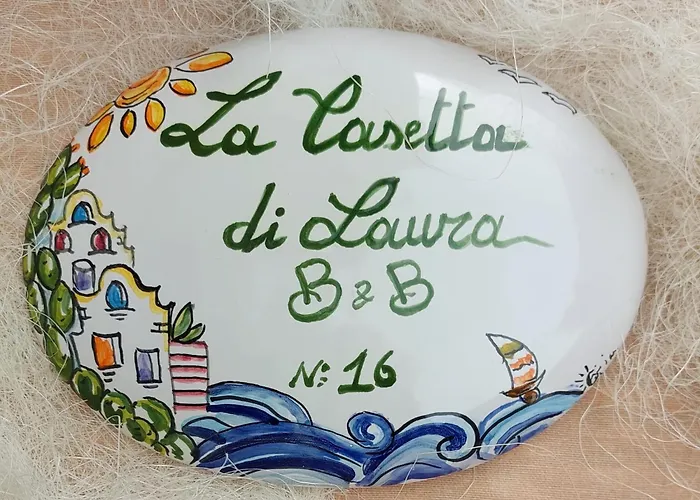 La Casetta
di Laura
B & B
N: 16